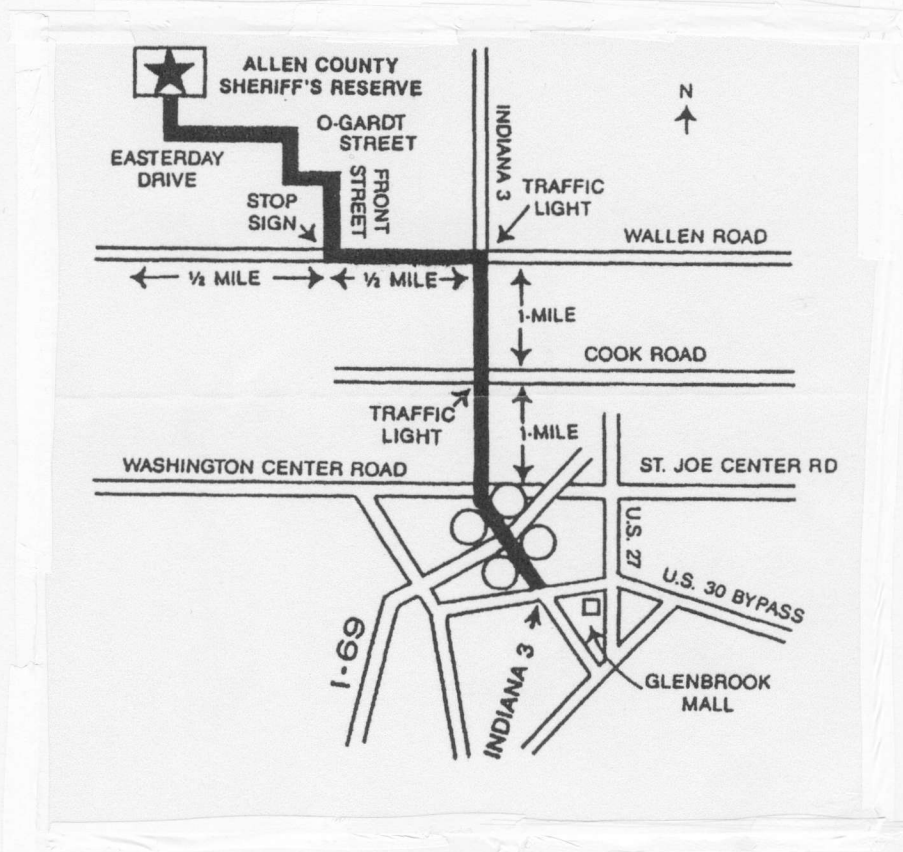 ALLEN COUNTY
SHERIFF'S RESERVE
N
O-GARDT
STREET
INDIANA 3
EASTERDAY
DRIVE
FRONT
STREET
TRAFFIC
LIGHT
STOP
SIGN
WALLEN ROAD
½ MILE
½ MILE
1-MILE
COOK ROAD
TRAFFIC
LIGHT
1-MILE
WASHINGTON CENTER ROAD
ST. JOE CENTER RD
U.S. 27
U.S. 30 BYPASS
I-69
INDIANA 3
GLENBROOK
MALL